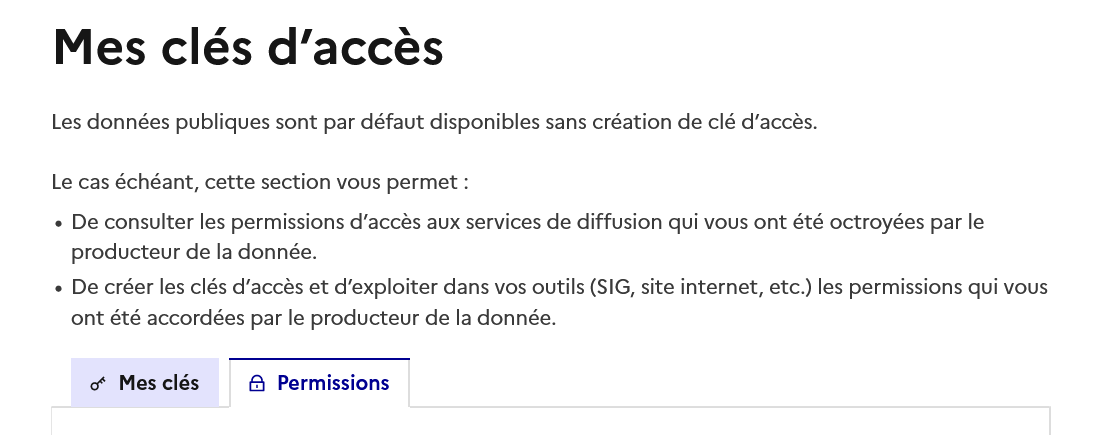 Mes clés d’accès
Les données publiques sont par défaut disponibles sans création de clé d’accès.
Le cas échéant, cette section vous permet :
• De consulter les permissions d’accès aux services de diffusion qui vous ont été octroyées par le
producteur de la donnée.
• De créer les clés d’accès et d’exploiter dans vos outils (SIG, site internet, etc.) les permissions qui vous
ont été accordées par le producteur de la donnée.
Mes clés
Permissions